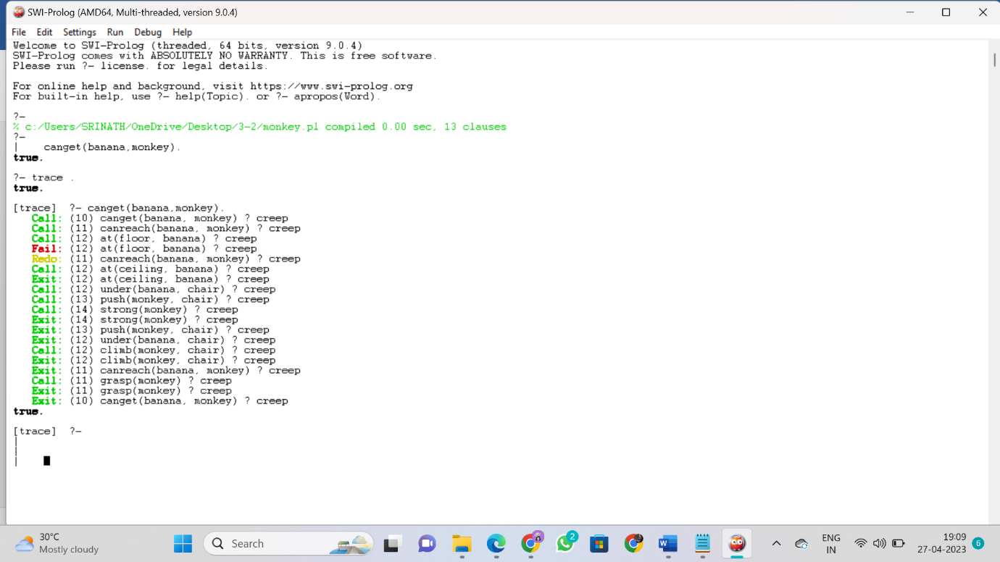 SWI-Prolog (AMD64, Multi-threaded, version 9.0.4)
File Edit Settings Run Debug Help
Welcome to SWI-Prolog (threaded, 64 bits, version 9.0.4)
SWI-Prolog comes with ABSOLUTELY NO WARRANTY. This is free software.
Please run ?- license. for legal details.
For online help and background, visit https://www.swi-prolog.org
For built-in help, use ?- help(Topic). or ?- apropos(Word).
?-
% c:/Users/SRINATH/OneDrive/Desktop/3-2/monkey.pl compiled 0.00 sec, 13 clauses
?-
| canget(banana,monkey).
true.
?- trace .
true.
[trace] ?- canget(banana,monkey).
Call: (10) canget(banana, monkey) ? creep
Call: (11) canreach(banana, monkey) ? creep
Call: (12) at(floor, banana) ? creep
Fail: (12) at(floor, banana) ? creep
Redo: (11) canreach(banana, monkey) ? creep
Call: (12) at(ceiling, banana) ? creep
Exit: (12) at(ceiling, banana) ? creep
Call: (12) under(banana, chair) ? creep
Call: (13) push(monkey, chair) ? creep
Call: (14) strong(monkey) ? creep
Exit: (14) strong(monkey) ? creep
Exit: (13) push(monkey, chair) ? creep
Exit: (12) under(banana, chair) ? creep
Call: (12) climb(monkey, chair) ? creep
Exit: (12) climb(monkey, chair) ? creep
Exit: (11) canreach(banana, monkey) ? creep
Call: (11) grasp(monkey) ? creep
Exit: (11) grasp(monkey) ? creep
Exit: (10) canget(banana, monkey) ? creep
true.
[trace] ?-
|
|
|
30°C
Mostly cloudy
Search
2
ENG
IN
19:09
27-04-2023
6